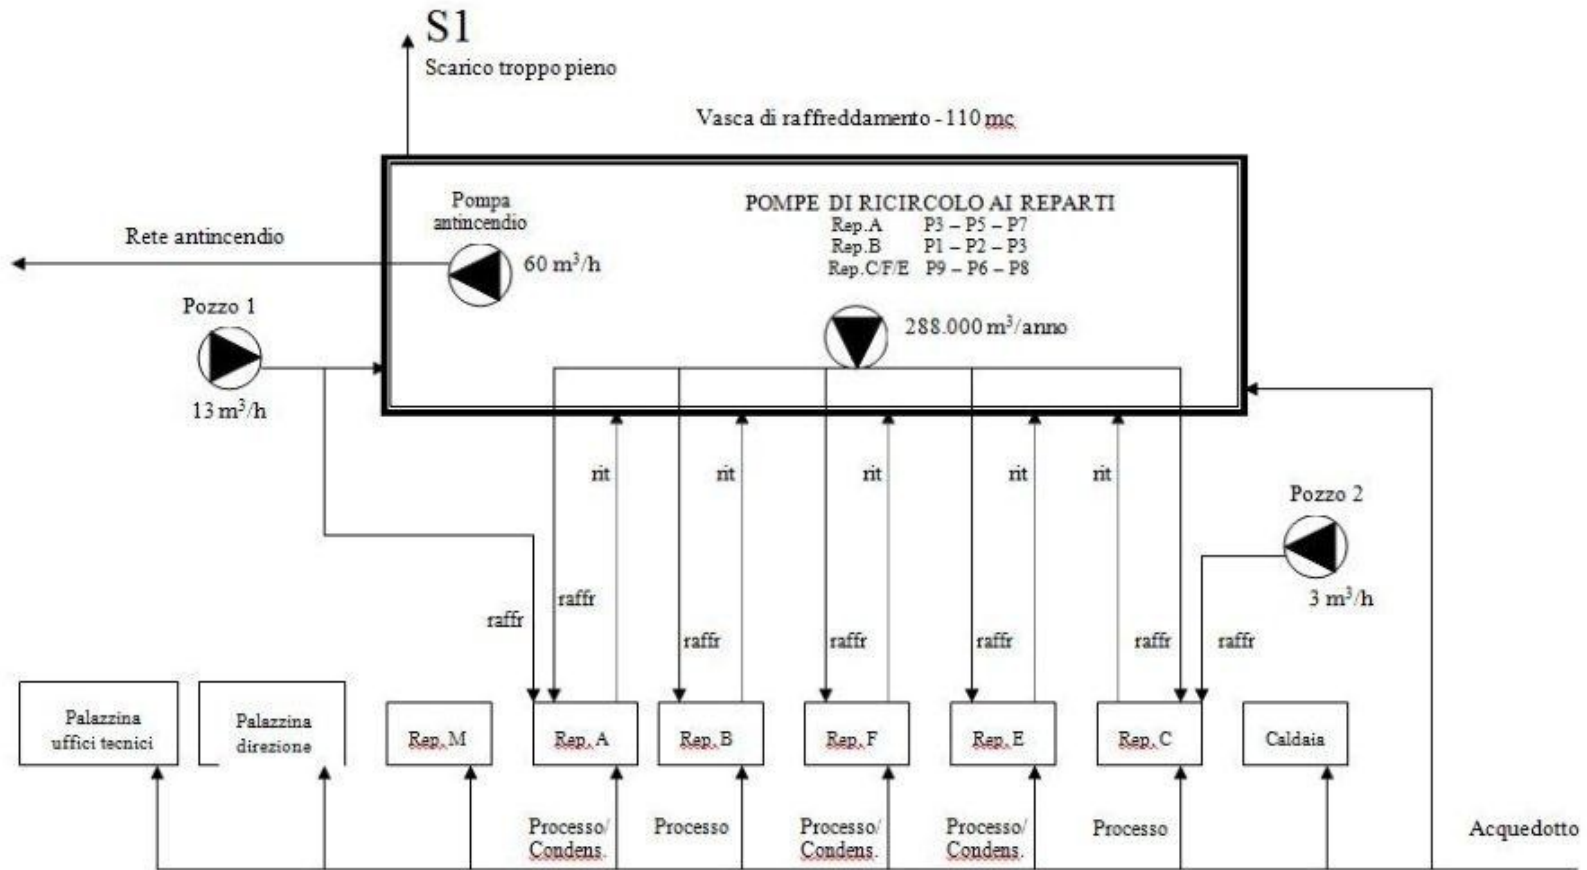 S1
Scarico troppo pieno
Vasca di raffreddamento - 110 mc
Pompa
antincendio
60 m³/h
POMPE DI RICIRCOLO AI REPARTI
Rep.A P3 – P5 – P7
Rep.B P1 – P2 – P3
Rep.C/F/E P9 – P6 – P8
288.000 m³/anno
Rete antincendio
Pozzo 1
13 m³/h
rit
rit
rit
rit
rit
Pozzo 2
3 m³/h
raffr
raffr
raffr
raffr
raffr
raffr
raffr
Palazzina
uffici tecnici
Palazzina
direzione
Rep. M
Rep. A
Rep. B
Rep. F
Rep. E
Rep. C
Caldaia
Processo/
Condens.
Processo
Processo/
Condens.
Processo/
Condens.
Processo
Acquedotto